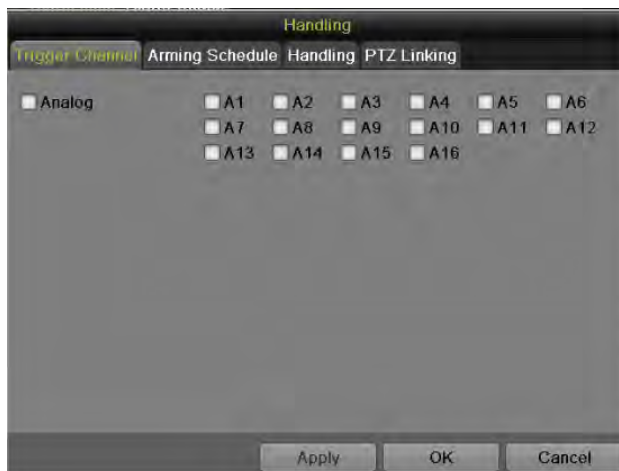 Handling
Trigger Channel Arming Schedule Handling PTZ Linking
Analog A1 A2 A3 A4 A5 A6
A7 A8 A9 A10 A11 A12
A13 A14 A15 A16
Apply OK Cancel